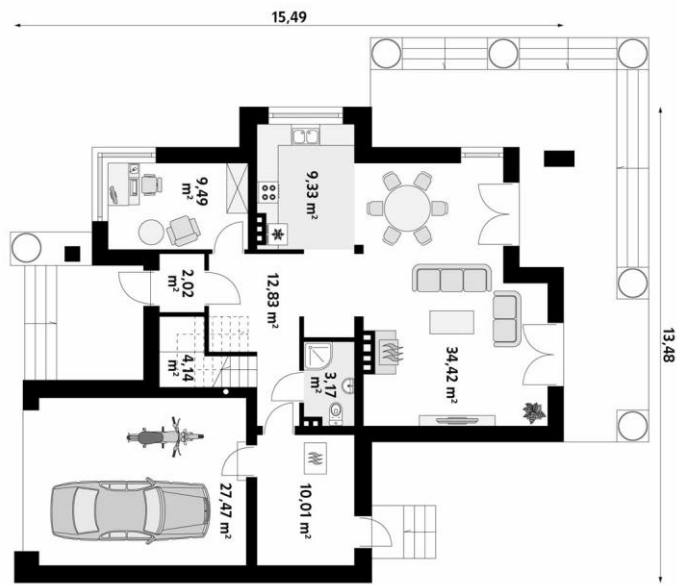 15,49
9,33 m²
9,49
m²
2,02
m²
12,83
m²
13,48
4,14
m²
3,17
m²
34,42
m²
27,47 m²
10,01
m²